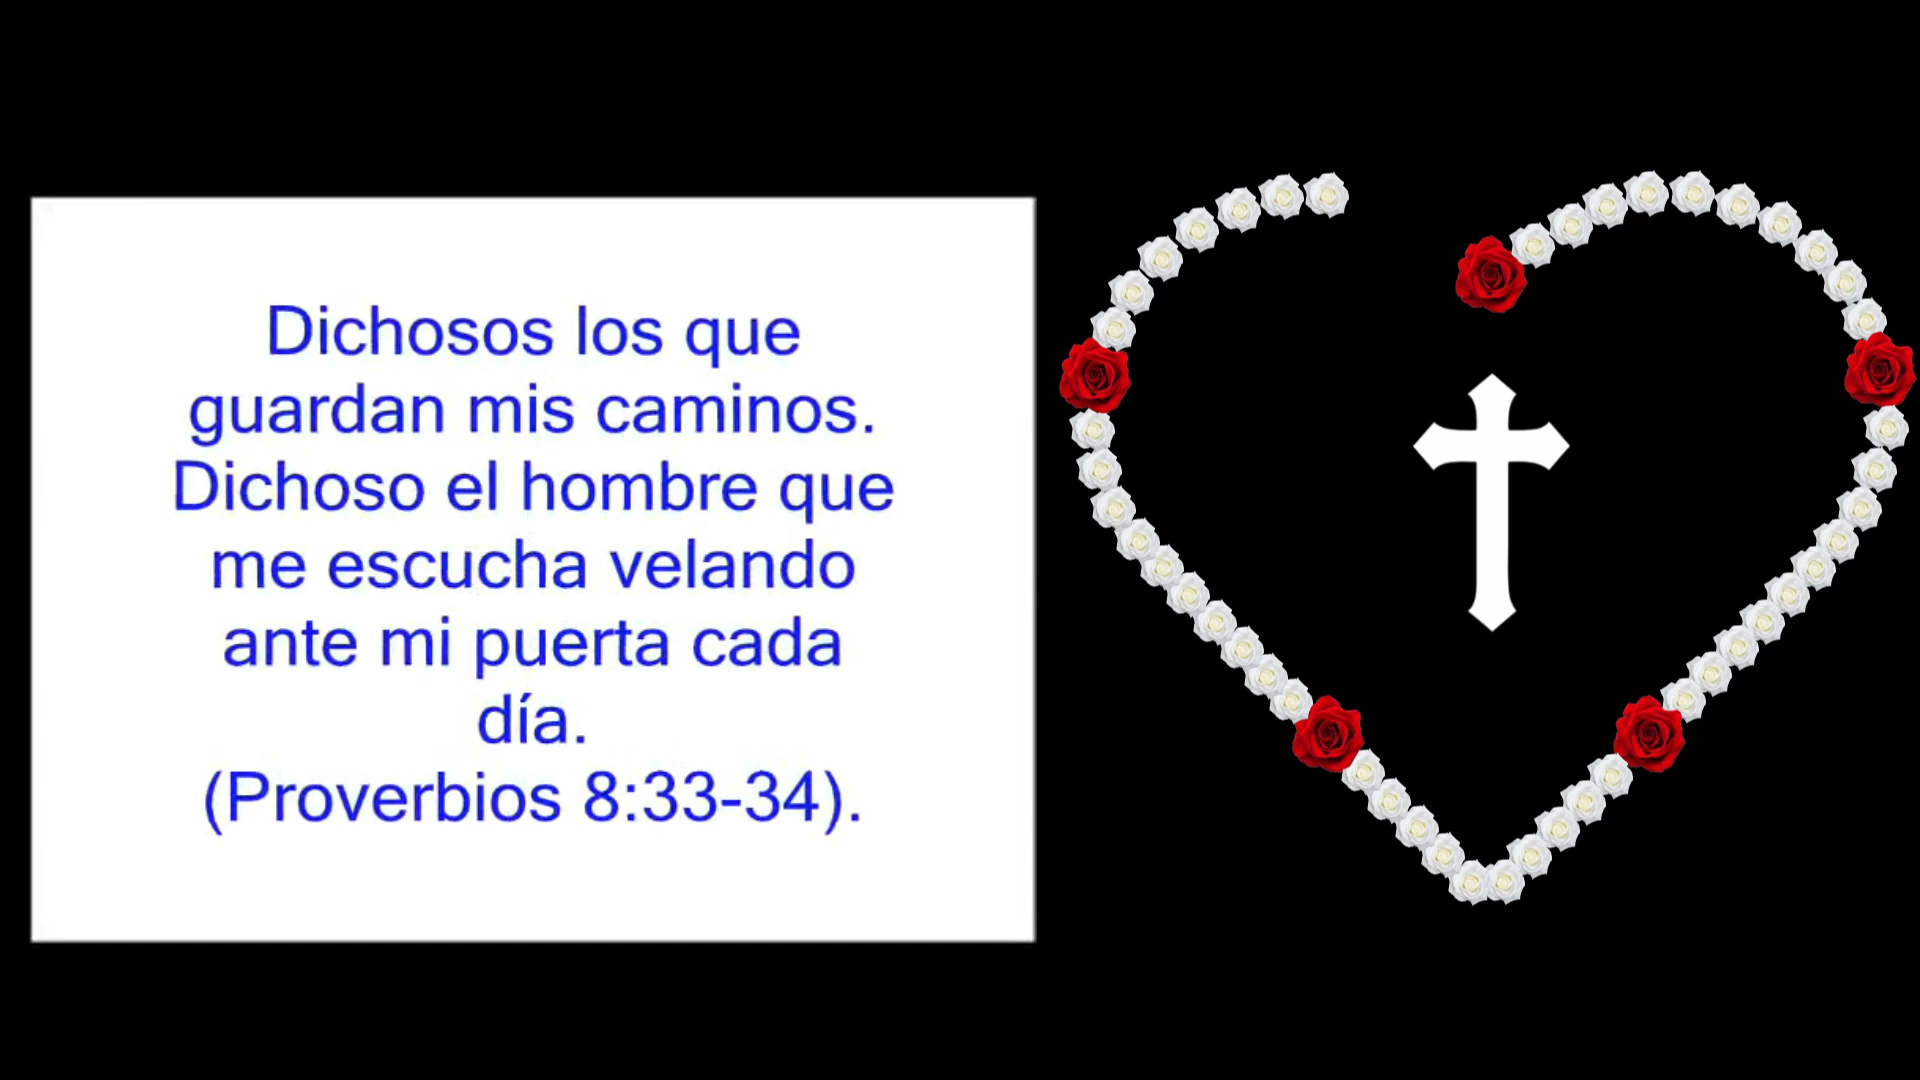 Dichosos los que
guardan mis caminos.
Dichoso el hombre que
me escucha velando
ante mi puerta cada
día.
(Proverbios 8:33-34).